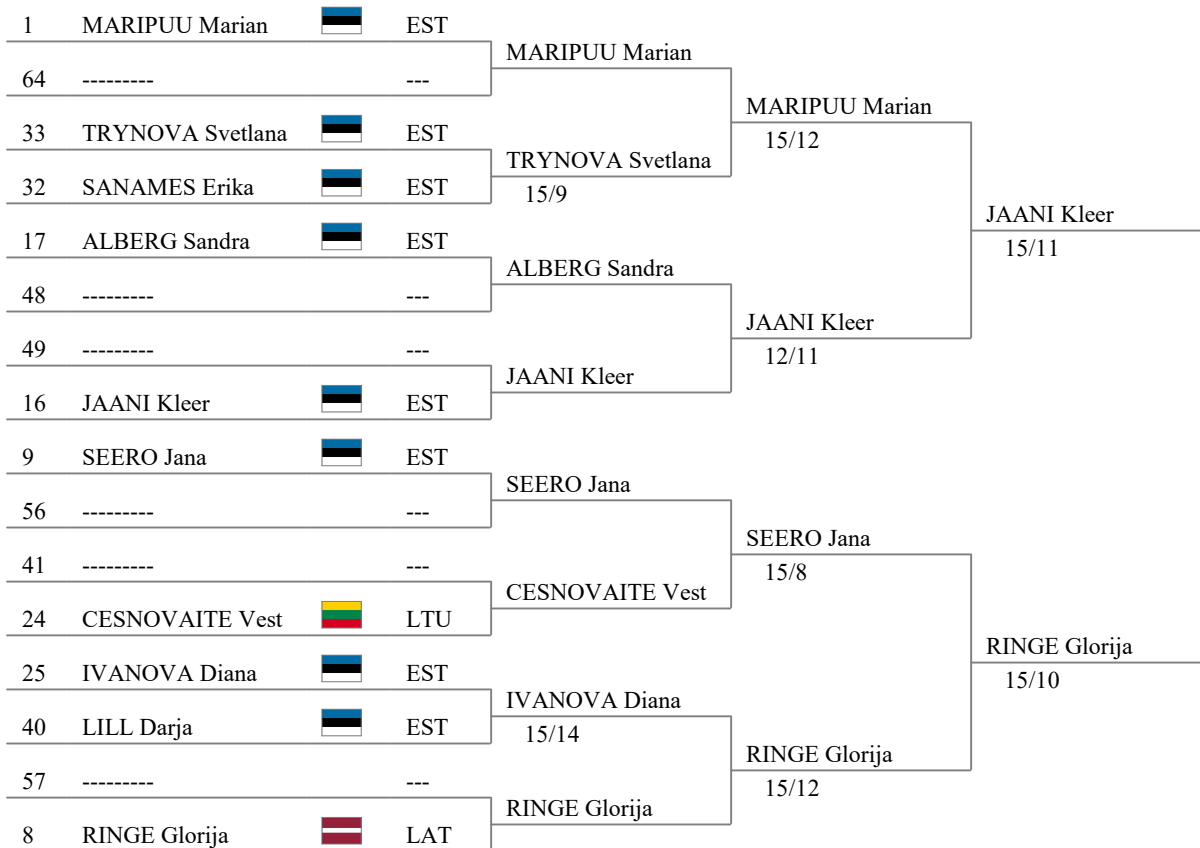 1 MARIPUU Marian EST
MARIPUU Marian
64 --------- ---
MARIPUU Marian
15/12
33 TRYNOVA Svetlana EST
TRYNOVA Svetlana
15/9
32 SANAMES Erika EST
JAANI Kleer
15/11
17 ALBERG Sandra EST
ALBERG Sandra
48 --------- ---
JAANI Kleer
12/11
49 --------- ---
JAANI Kleer
16 JAANI Kleer EST
9 SEERO Jana EST
SEERO Jana
56 --------- ---
SEERO Jana
15/8
41 --------- ---
CESNOVAITE Vest
24 CESNOVAITE Vest LTU
RINGE Glorija
15/10
25 IVANOVA Diana EST
IVANOVA Diana
15/14
40 LILL Darja EST
RINGE Glorija
15/12
57 --------- ---
RINGE Glorija
8 RINGE Glorija LAT